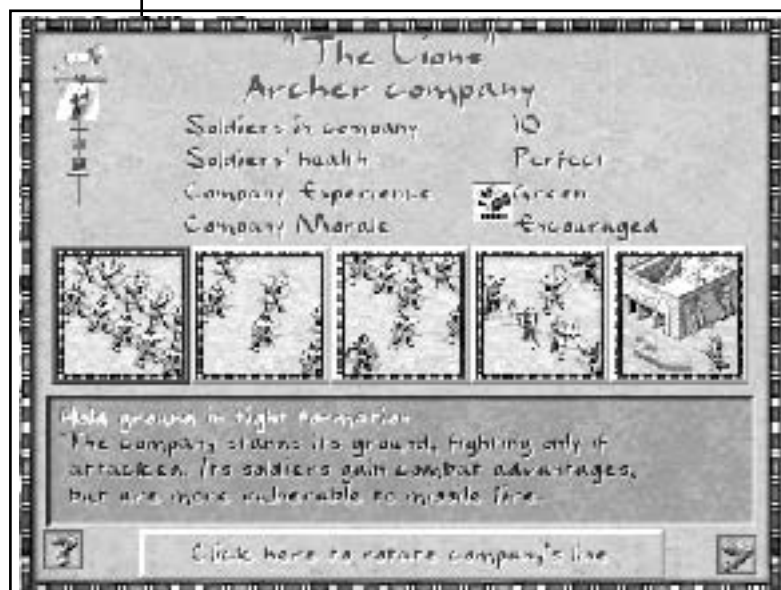 "The Lions"
Archer company
Soldiers in company 10
Soldiers' health Perfect
Company Experience Green
Company Morale Encouraged
Hold ground in tight formation
The company stands its ground, fighting only if
attacked. Its soldiers gain combat advantages,
but are more vulnerable to missile fire.
Click here to rotate company's line